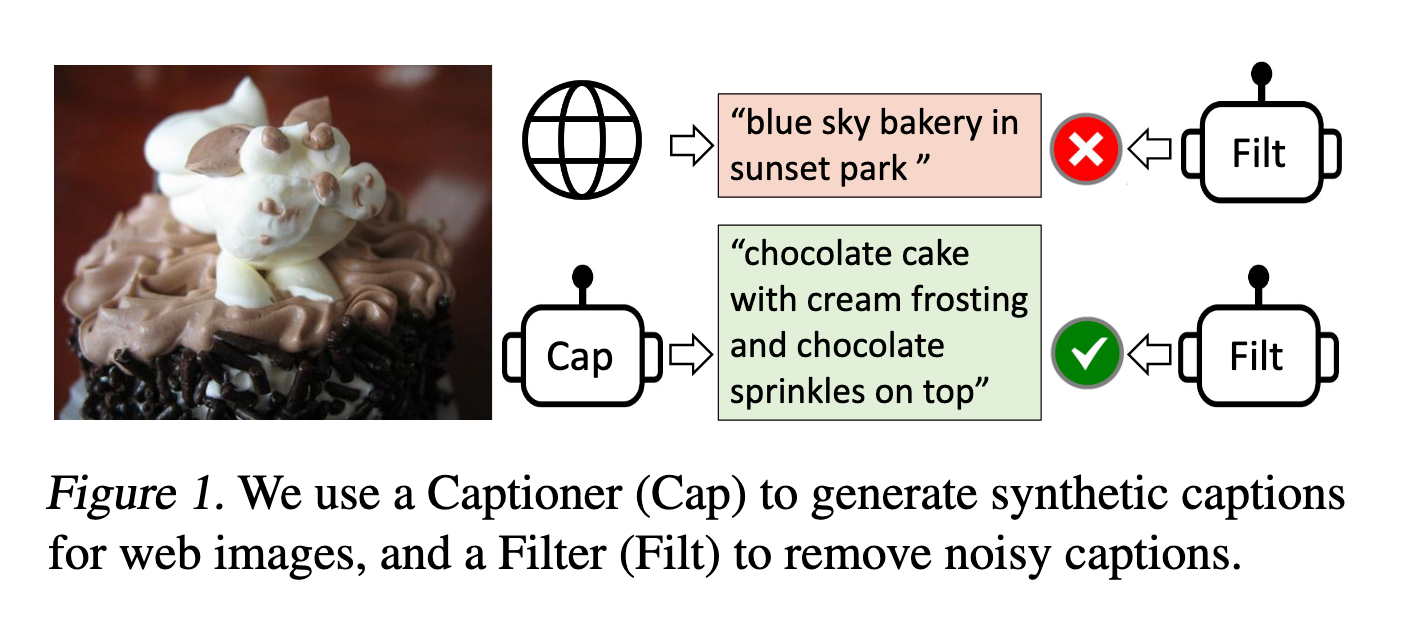 “blue sky bakery in
sunset park ”
Filt
“chocolate cake
with cream frosting
and chocolate
sprinkles on top”
Cap
Filt
Figure 1. We use a Captioner (Cap) to generate synthetic captions
for web images, and a Filter (Filt) to remove noisy captions.